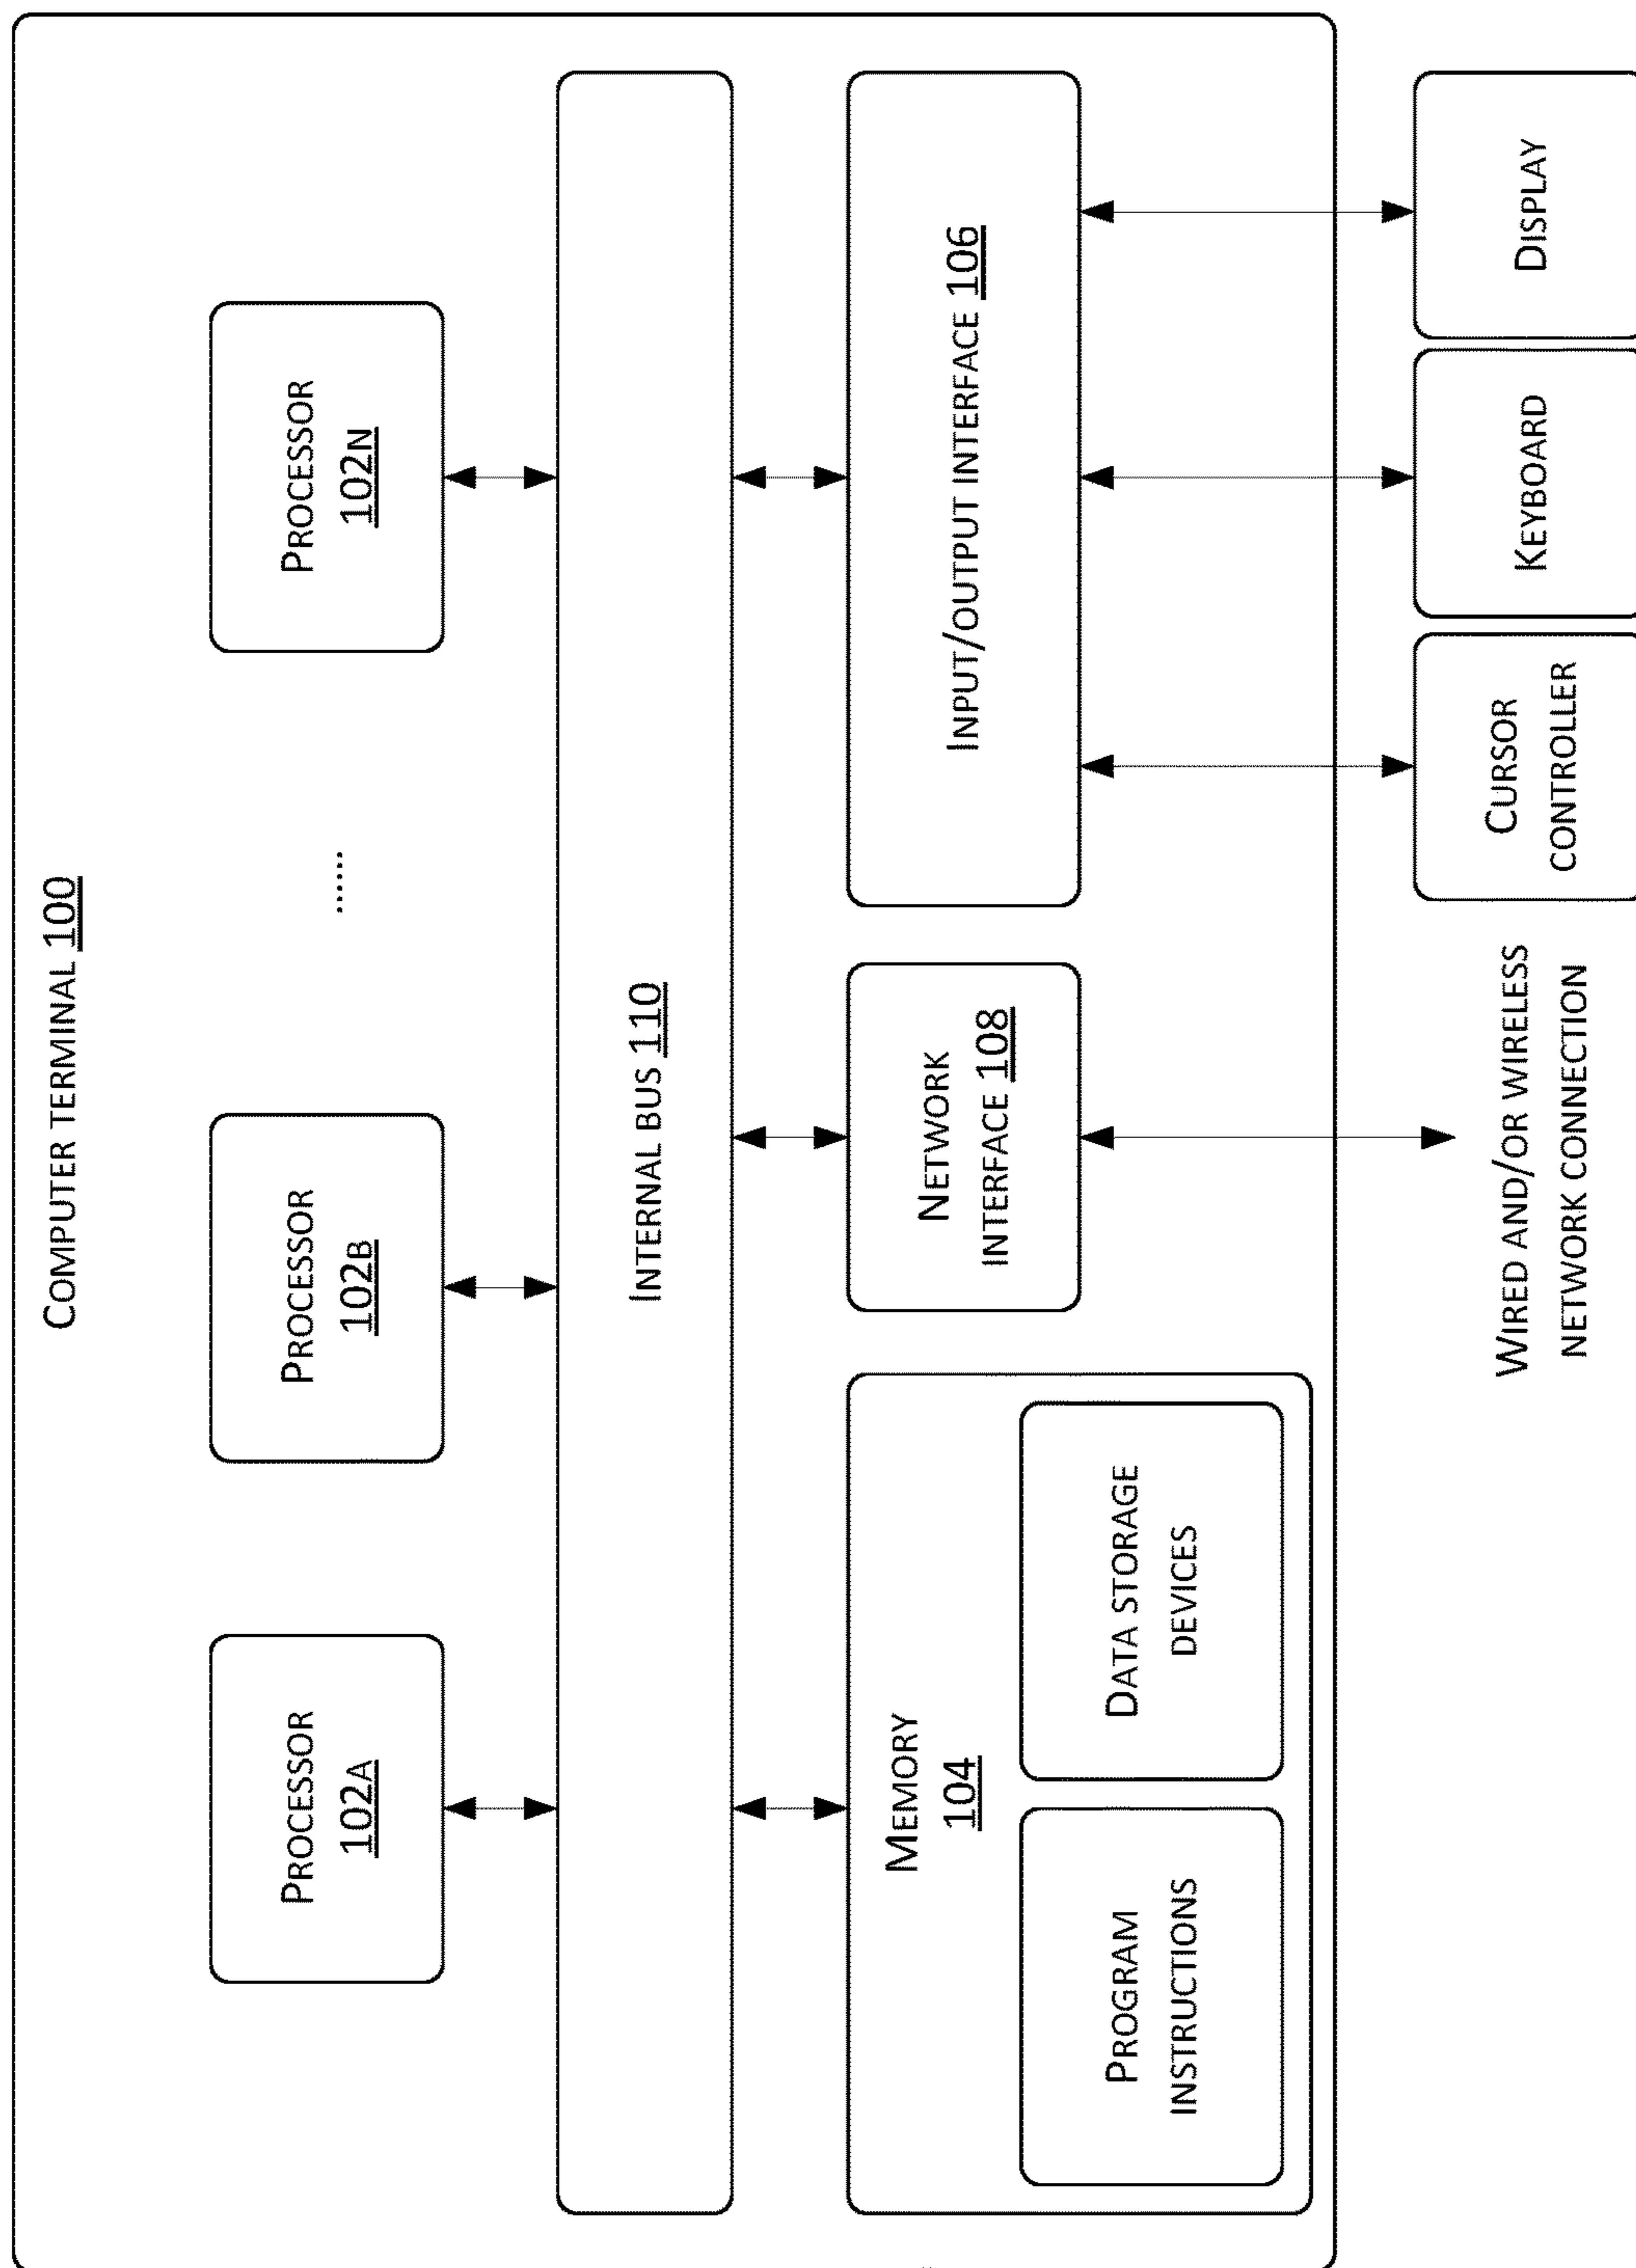 COMPUTER TERMINAL 100
PROCESSOR
102A
PROCESSOR
102B
......
PROCESSOR
102N
INTERNAL BUS 110
MEMORY
104
PROGRAM
INSTRUCTIONS
DATA STORAGE
DEVICES
NETWORK
INTERFACE 108
INPUT/OUTPUT INTERFACE 106
WIRED AND/OR WIRELESS
NETWORK CONNECTION
CURSOR
CONTROLLER
KEYBOARD
DISPLAY